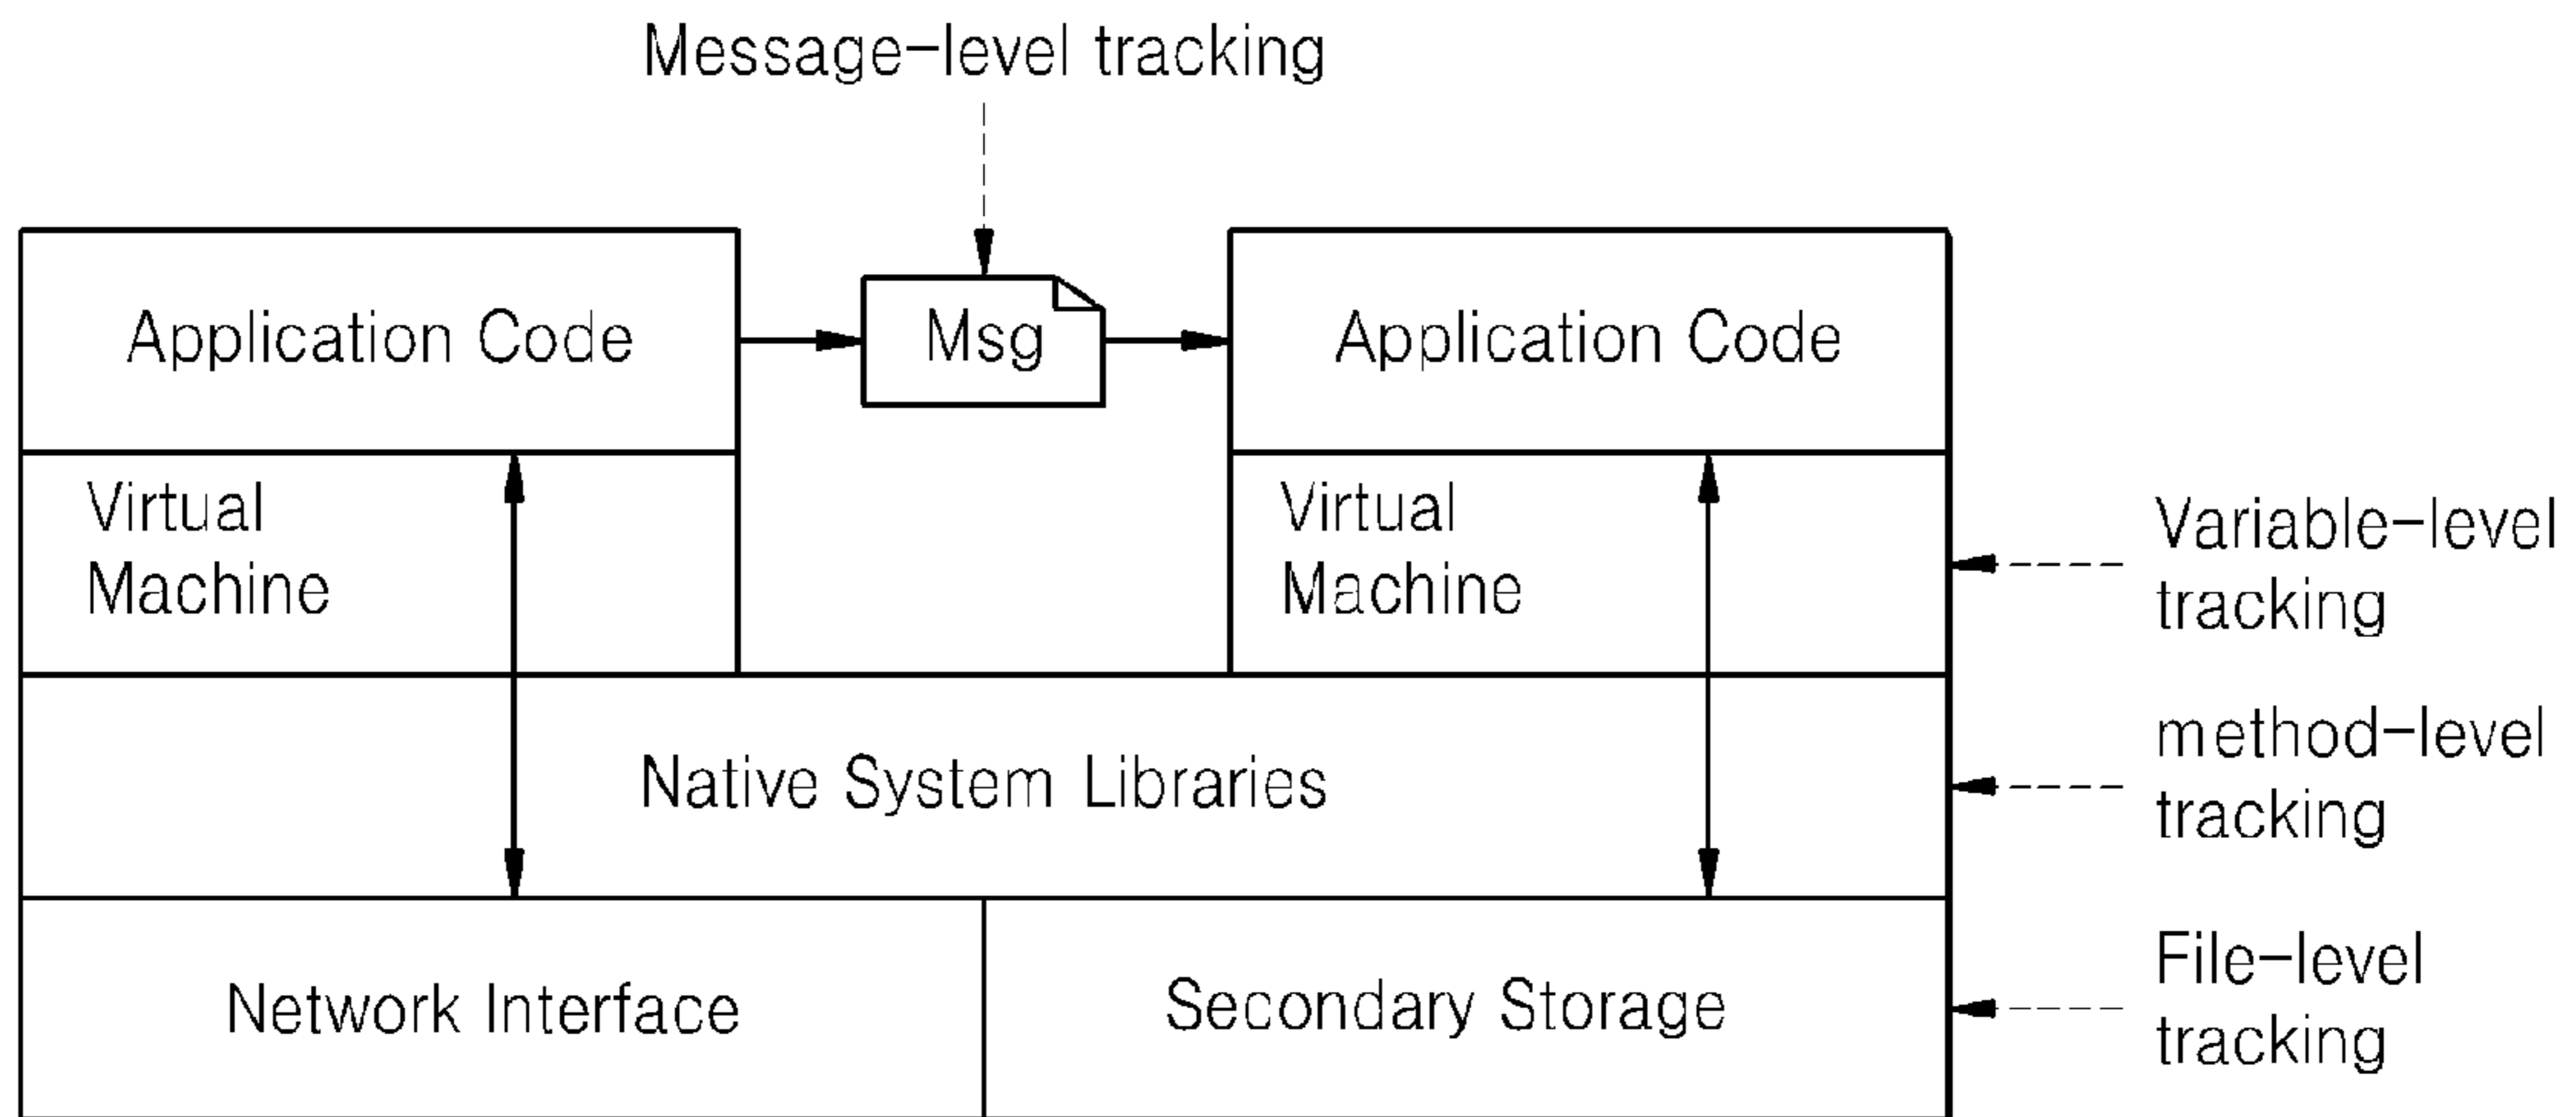 Message-level tracking
Application Code
Msg
Application Code
Virtual
Machine
Virtual
Machine
Variable-level
tracking
Native System Libraries
method-level
tracking
Network Interface
Secondary Storage
File-level
tracking